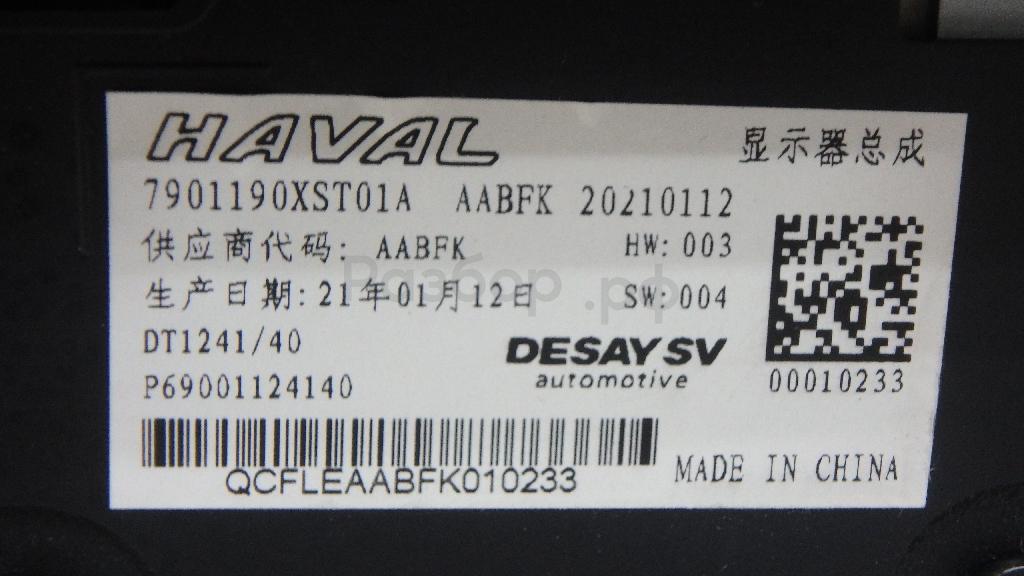 HAVAL 显示器总成
7901190XST01A AABFK 20210112
供应商代码: AABFK HW: 003
生产日期: 21年01月12日 SW: 004
Разбор.рф
DT1241/40
DESAY SV
automotive
P69001124140
00010233
QCFLEAABFK010233
MADE IN CHINA